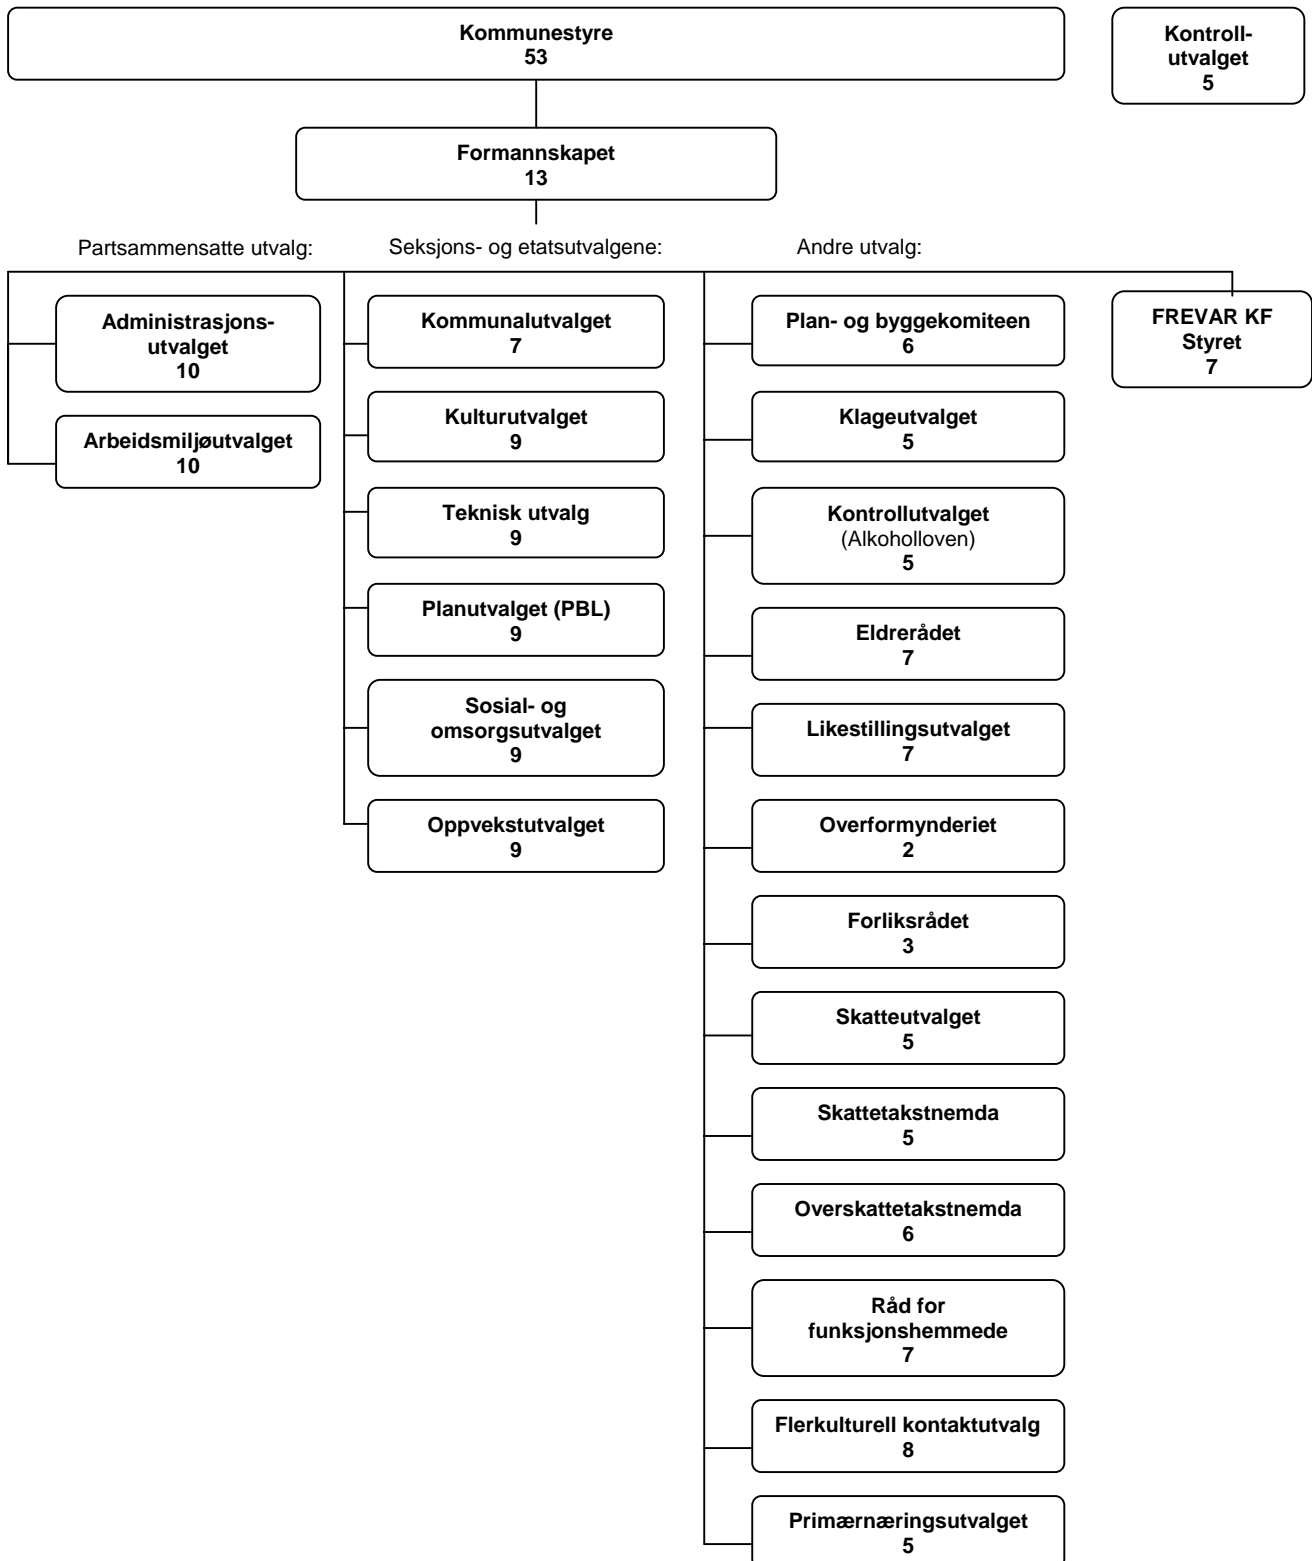 Kommunestyre
53
Kontroll-
utvalget
5
Formannskapet
13
Partsammensatte utvalg:
Seksjons- og etatsutvalgene:
Andre utvalg:
Administrasjons-
utvalget
10
Arbeidsmiljøutvalget
10
Kommunalutvalget
7
Kulturutvalget
9
Teknisk utvalg
9
Planutvalget (PBL)
9
Sosial- og
omsorgsutvalget
9
Oppvekstutvalget
9
Plan- og byggekomiteen
6
Klageutvalget
5
Kontrollutvalget
(Alkoholloven)
5
Eldrerådet
7
Likestillingsutvalget
7
Overformynderiet
2
Forliksrådet
3
Skatteutvalget
5
Skattetakstnemda
5
Overskattetakstnemda
6
Råd for
funksjonshemmede
7
Flerkulturell kontaktutvalg
8
Primærnæringsutvalget
5
FREVAR KF
Styret
7